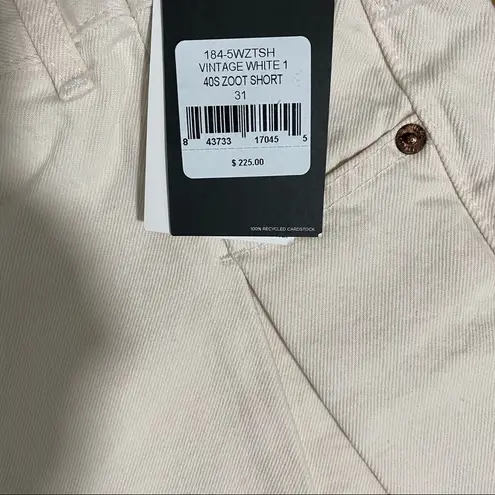 184-5WZTSH
VINTAGE WHITE 1
40S ZOOT SHORT
31
8 43733 17045 5
$ 225.00
100% RECYCLED CARDSTOCK